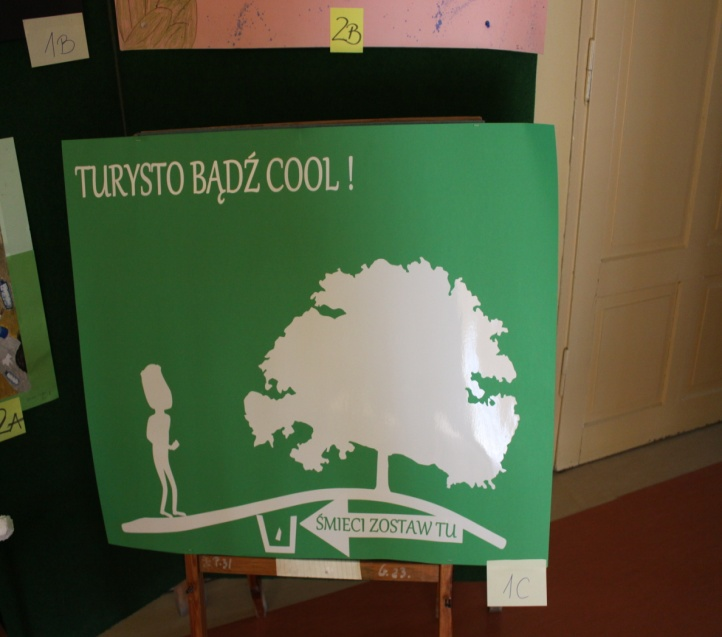 1B
2B
TURYSTO BĄDŹ COOL !
2A
ŚMIECI ZOSTAW TU
1C